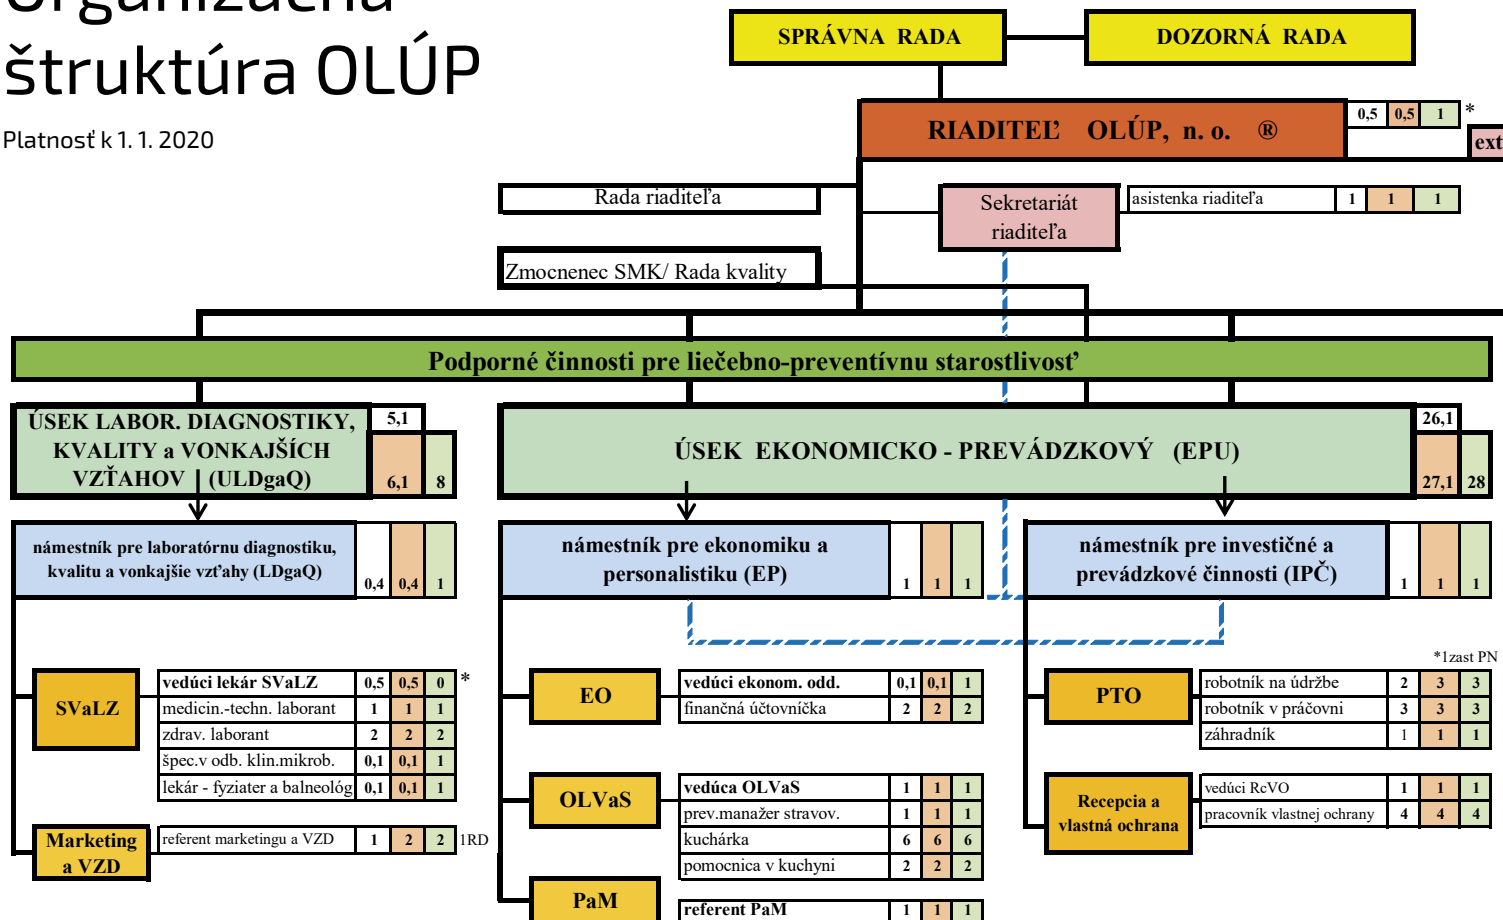 Organizačná
štruktúra OLÚP
Platnosť k 1. 1. 2020
SPRÁVNA RADA
DOZORNÁ RADA
RIADITEĽ OLÚP, n. o. ®
0,5 0,5 1 *
ext
Rada riaditeľa
Sekretariát
riaditeľa
asistenka riaditeľa 1 1 1
Zmocnenec SMK/ Rada kvality
Podporné činnosti pre liečebno-preventívnu starostlivosť
ÚSEK LABOR. DIAGNOSTIKY,
KVALITY a VONKAJŠÍCH
VZŤAHOV (ULDgaQ)
5,1
6,1 8
ÚSEK EKONOMICKO - PREVÁDZKOVÝ (EPU)
26,1
27,1 28
námestník pre laboratórnu diagnostiku,
kvalitu a vonkajšie vzťahy (LDgaQ)
0,4 0,4 1
námestník pre ekonomiku a
personalistiku (EP)
1 1 1
námestník pre investičné a
prevádzkové činnosti (IPČ)
1 1 1
SVaLZ
vedúci lekár SVaLZ 0,5 0,5 0 *
medicin.-techn. laborant 1 1 1
zdrav. laborant 2 2 2
špec.v odb. klin.mikrob. 0,1 0,1 1
lekár - fyziater a balneológ 0,1 0,1 1
Marketing
a VZD
referent marketingu a VZD 1 2 2 1RD
EO
vedúci ekonom. odd. 0,1 0,1 1
finančná účtovníčka 2 2 2
OLVaS
vedúca OLVaS 1 1 1
prev.manažer stravov. 1 1 1
kuchárka 6 6 6
pomocnica v kuchyni 2 2 2
PaM
referent PaM 1 1 1
*1zast PN
PTO
robotník na údržbe 2 3 3
robotník v práčovni 3 3 3
záhradník 1 1 1
Recepcia a
vlastná ochrana
vedúci RcVO 1 1 1
pracovník vlastnej ochrany 4 4 4